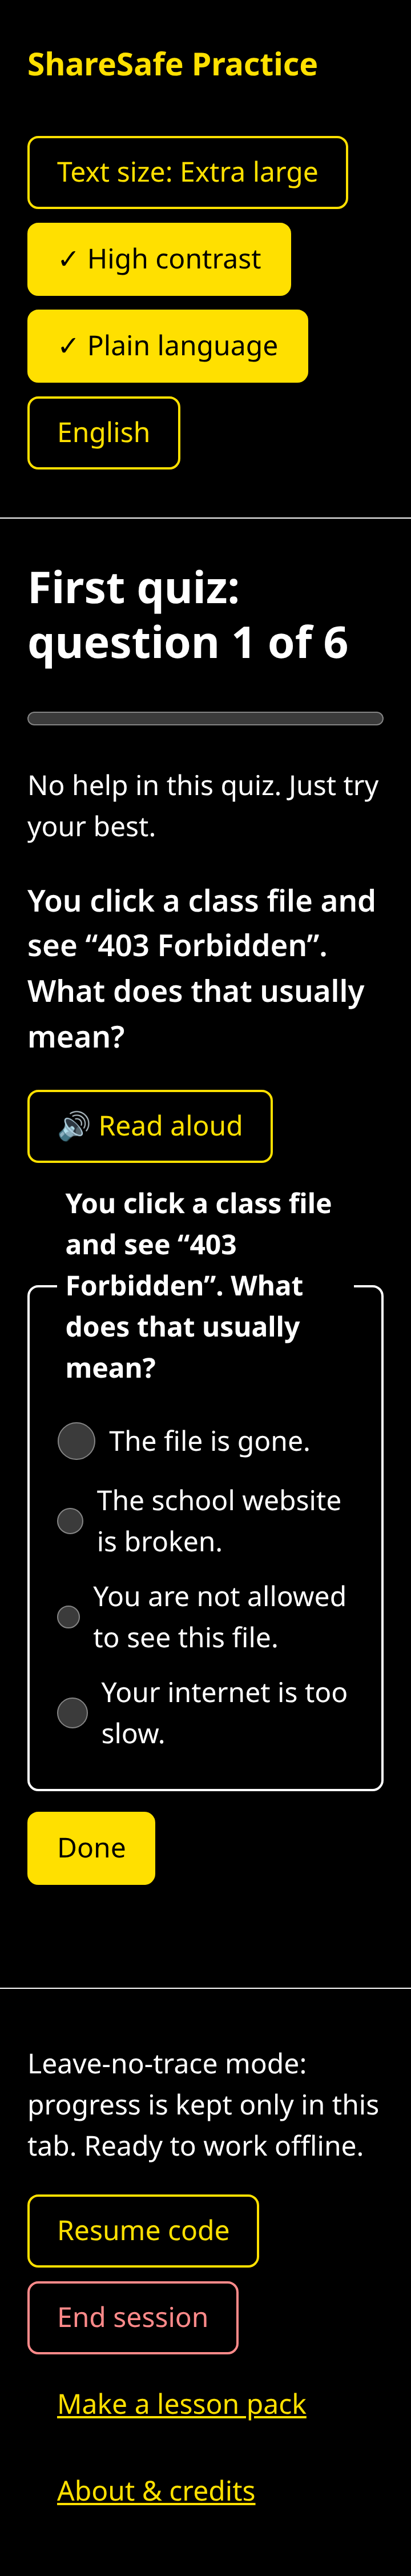 ShareSafe Practice
Text size: Extra large
✓ High contrast
✓ Plain language
English
First quiz:
question 1 of 6
No help in this quiz. Just try
your best.
You click a class file and
see “403 Forbidden”.
What does that usually
mean?
🔊 Read aloud
You click a class file
and see “403
Forbidden”. What
does that usually
mean?
The file is gone.
The school website
is broken.
You are not allowed
to see this file.
Your internet is too
slow.
Done
Leave-no-trace mode:
progress is kept only in this
tab. Ready to work offline.
Resume code
End session
Make a lesson pack
About & credits